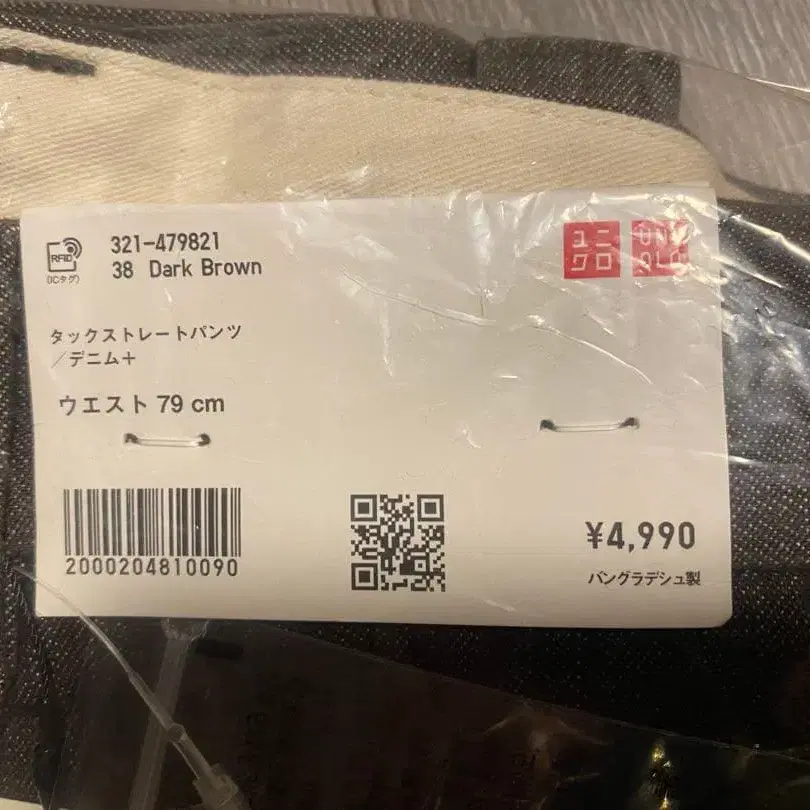 RFID
(ICタグ)
321-479821
38 Dark Brown
ユニ
クロ
UNI
QLO
タックストレートパンツ
／デニム＋
ウエスト 79 cm
2000204810090
¥4,990
バングラデシュ製